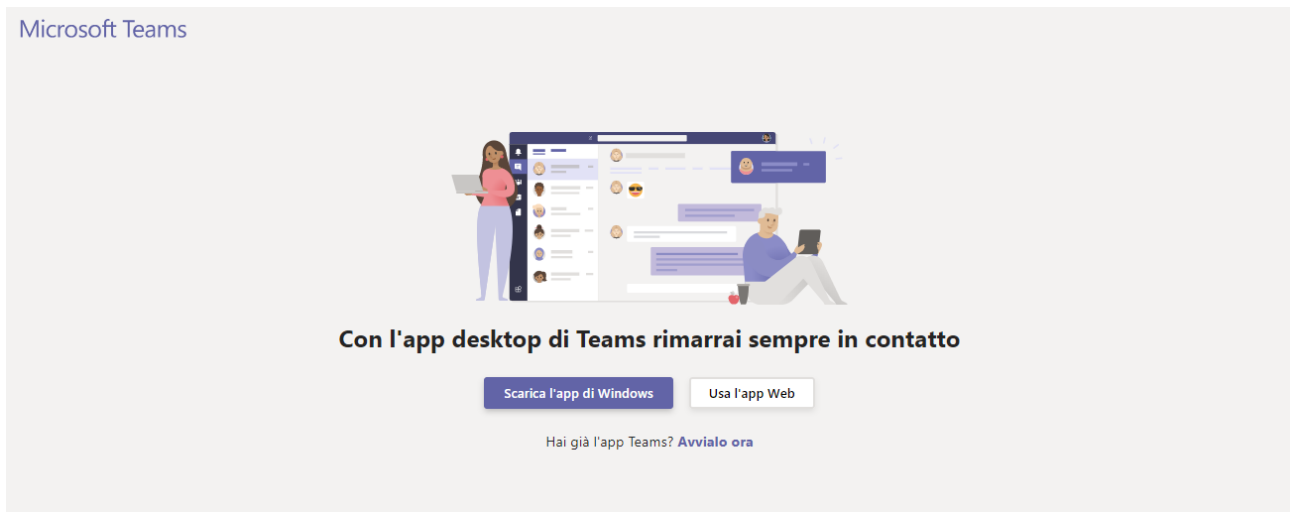 Microsoft Teams
Con l'app desktop di Teams rimarrai sempre in contatto
Scarica l'app di Windows
Usa l'app Web
Hai già l'app Teams? Avvialo ora